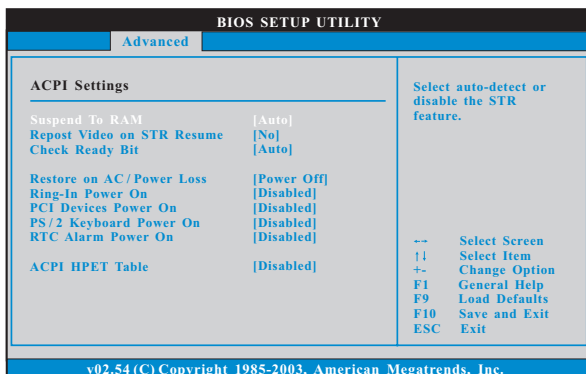 BIOS SETUP UTILITY
Advanced
ACPI Settings
Suspend To RAM [Auto]
Repost Video on STR Resume [No]
Check Ready Bit [Auto]
Restore on AC/Power Loss [Power Off]
Ring-In Power On [Disabled]
PCI Devices Power On [Disabled]
PS/2 Keyboard Power On [Disabled]
RTC Alarm Power On [Disabled]
ACPI HPET Table [Disabled]
Select auto-detect or
disable the STR
feature.
←→ Select Screen
↑↓ Select Item
+- Change Option
F1 General Help
F9 Load Defaults
F10 Save and Exit
ESC Exit
v02.54 (C) Copyright 1985-2003, American Megatrends, Inc.